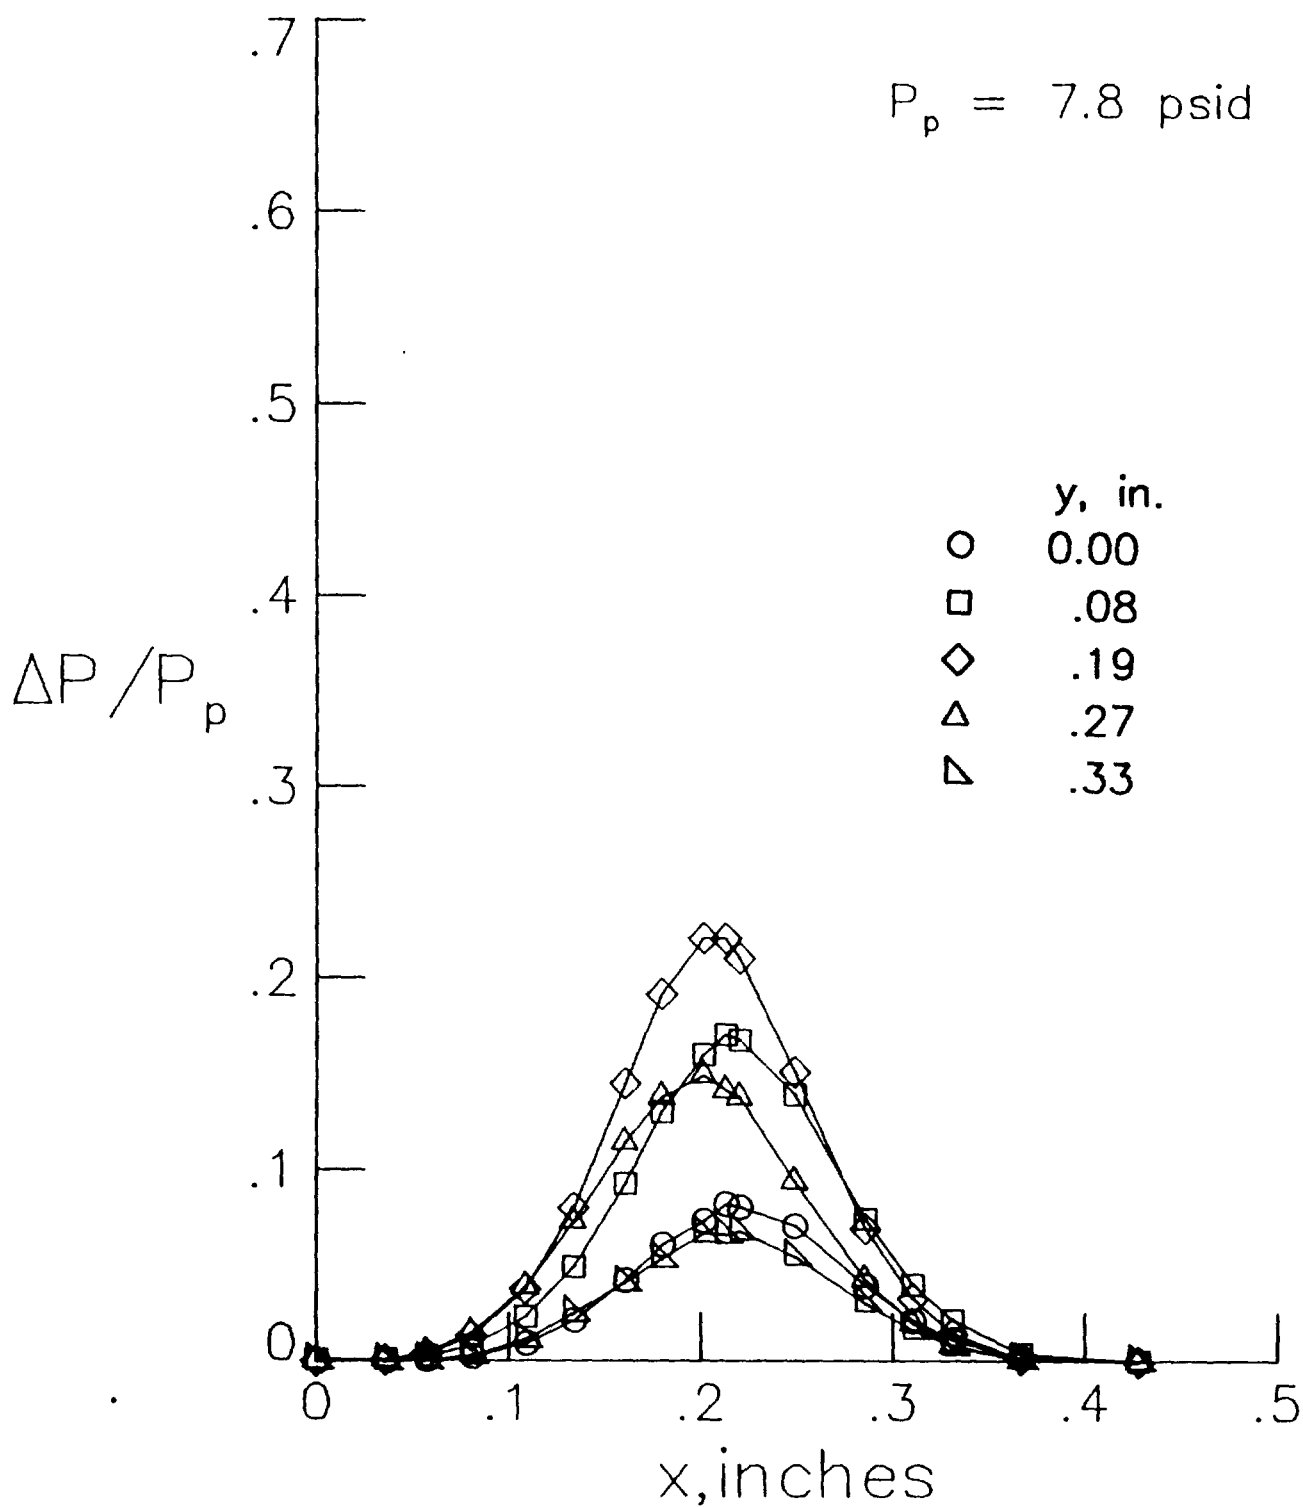 .7
P_p = 7.8 psid
.6
.5
y, in.
0.00
.08
.19
.27
.33
.4
ΔP/P_p
.3
.2
.1
0
0 .1 .2 .3 .4 .5
x, inches